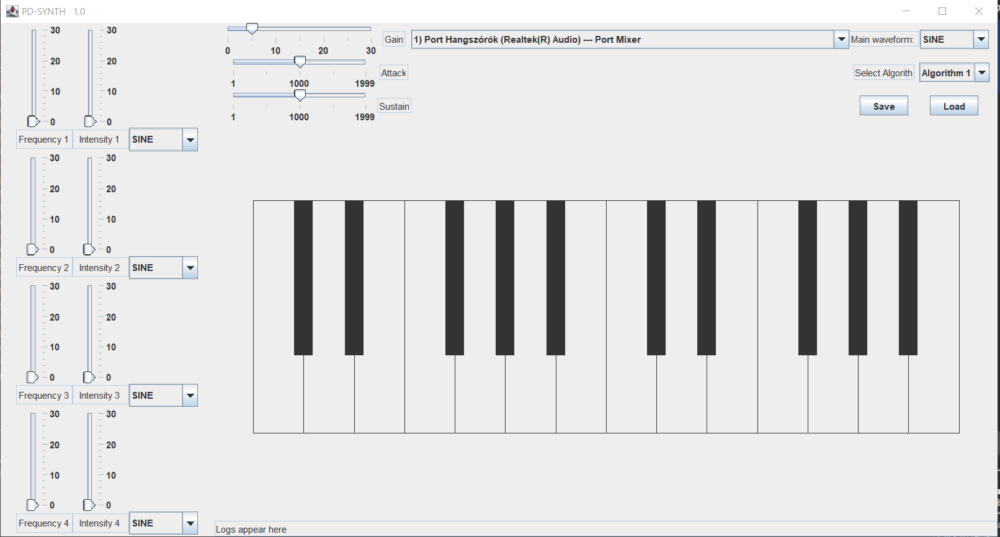 PD-SYNTH 1.0
30
20
10
0
30
20
10
0
Frequency 1 Intensity 1 SINE
30
20
10
0
30
20
10
0
Frequency 2 Intensity 2 SINE
30
20
10
0
30
20
10
0
Frequency 3 Intensity 3 SINE
30
20
10
0
30
20
10
0
Frequency 4 Intensity 4 SINE
0 10 20 30
Gain
1 1000 1999
Attack
1 1000 1999
Sustain
1) Port Hangszórók (Realtek(R) Audio) --- Port Mixer
Main waveform: SINE
Select Algorith Algorithm 1
Save Load
Logs appear here